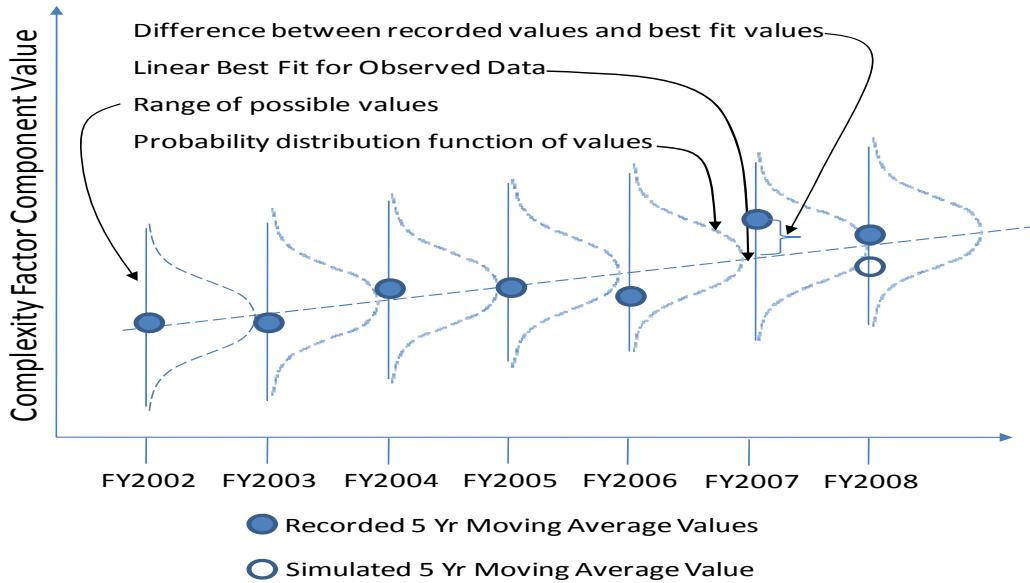 Complexity Factor Component Value
Difference between recorded values and best fit values
Linear Best Fit for Observed Data
Range of possible values
Probability distribution function of values
FY2002 FY2003 FY2004 FY2005 FY2006 FY2007 FY2008
Recorded 5 Yr Moving Average Values
Simulated 5 Yr Moving Average Value